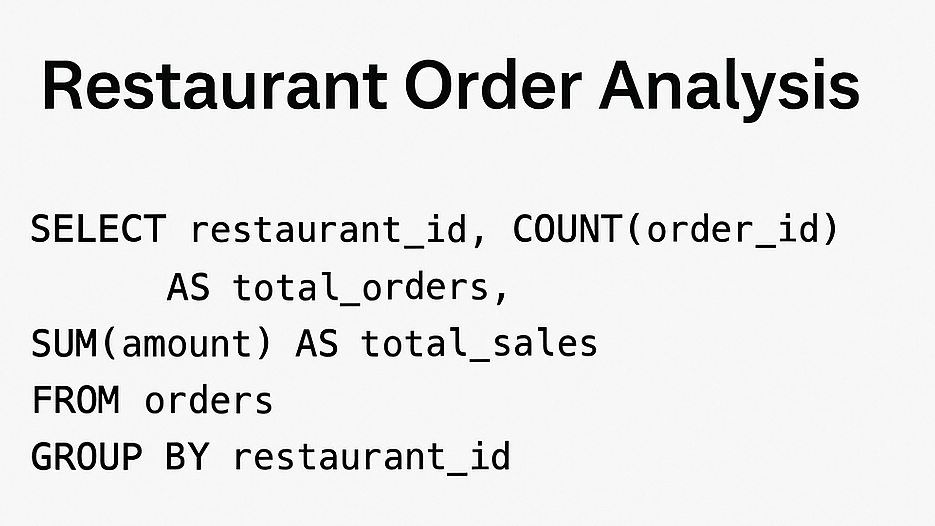 Restaurant Order Analysis
SELECT restaurant_id, COUNT(order_id)
AS total_orders,
SUM(amount) AS total_sales
FROM orders
GROUP BY restaurant_id